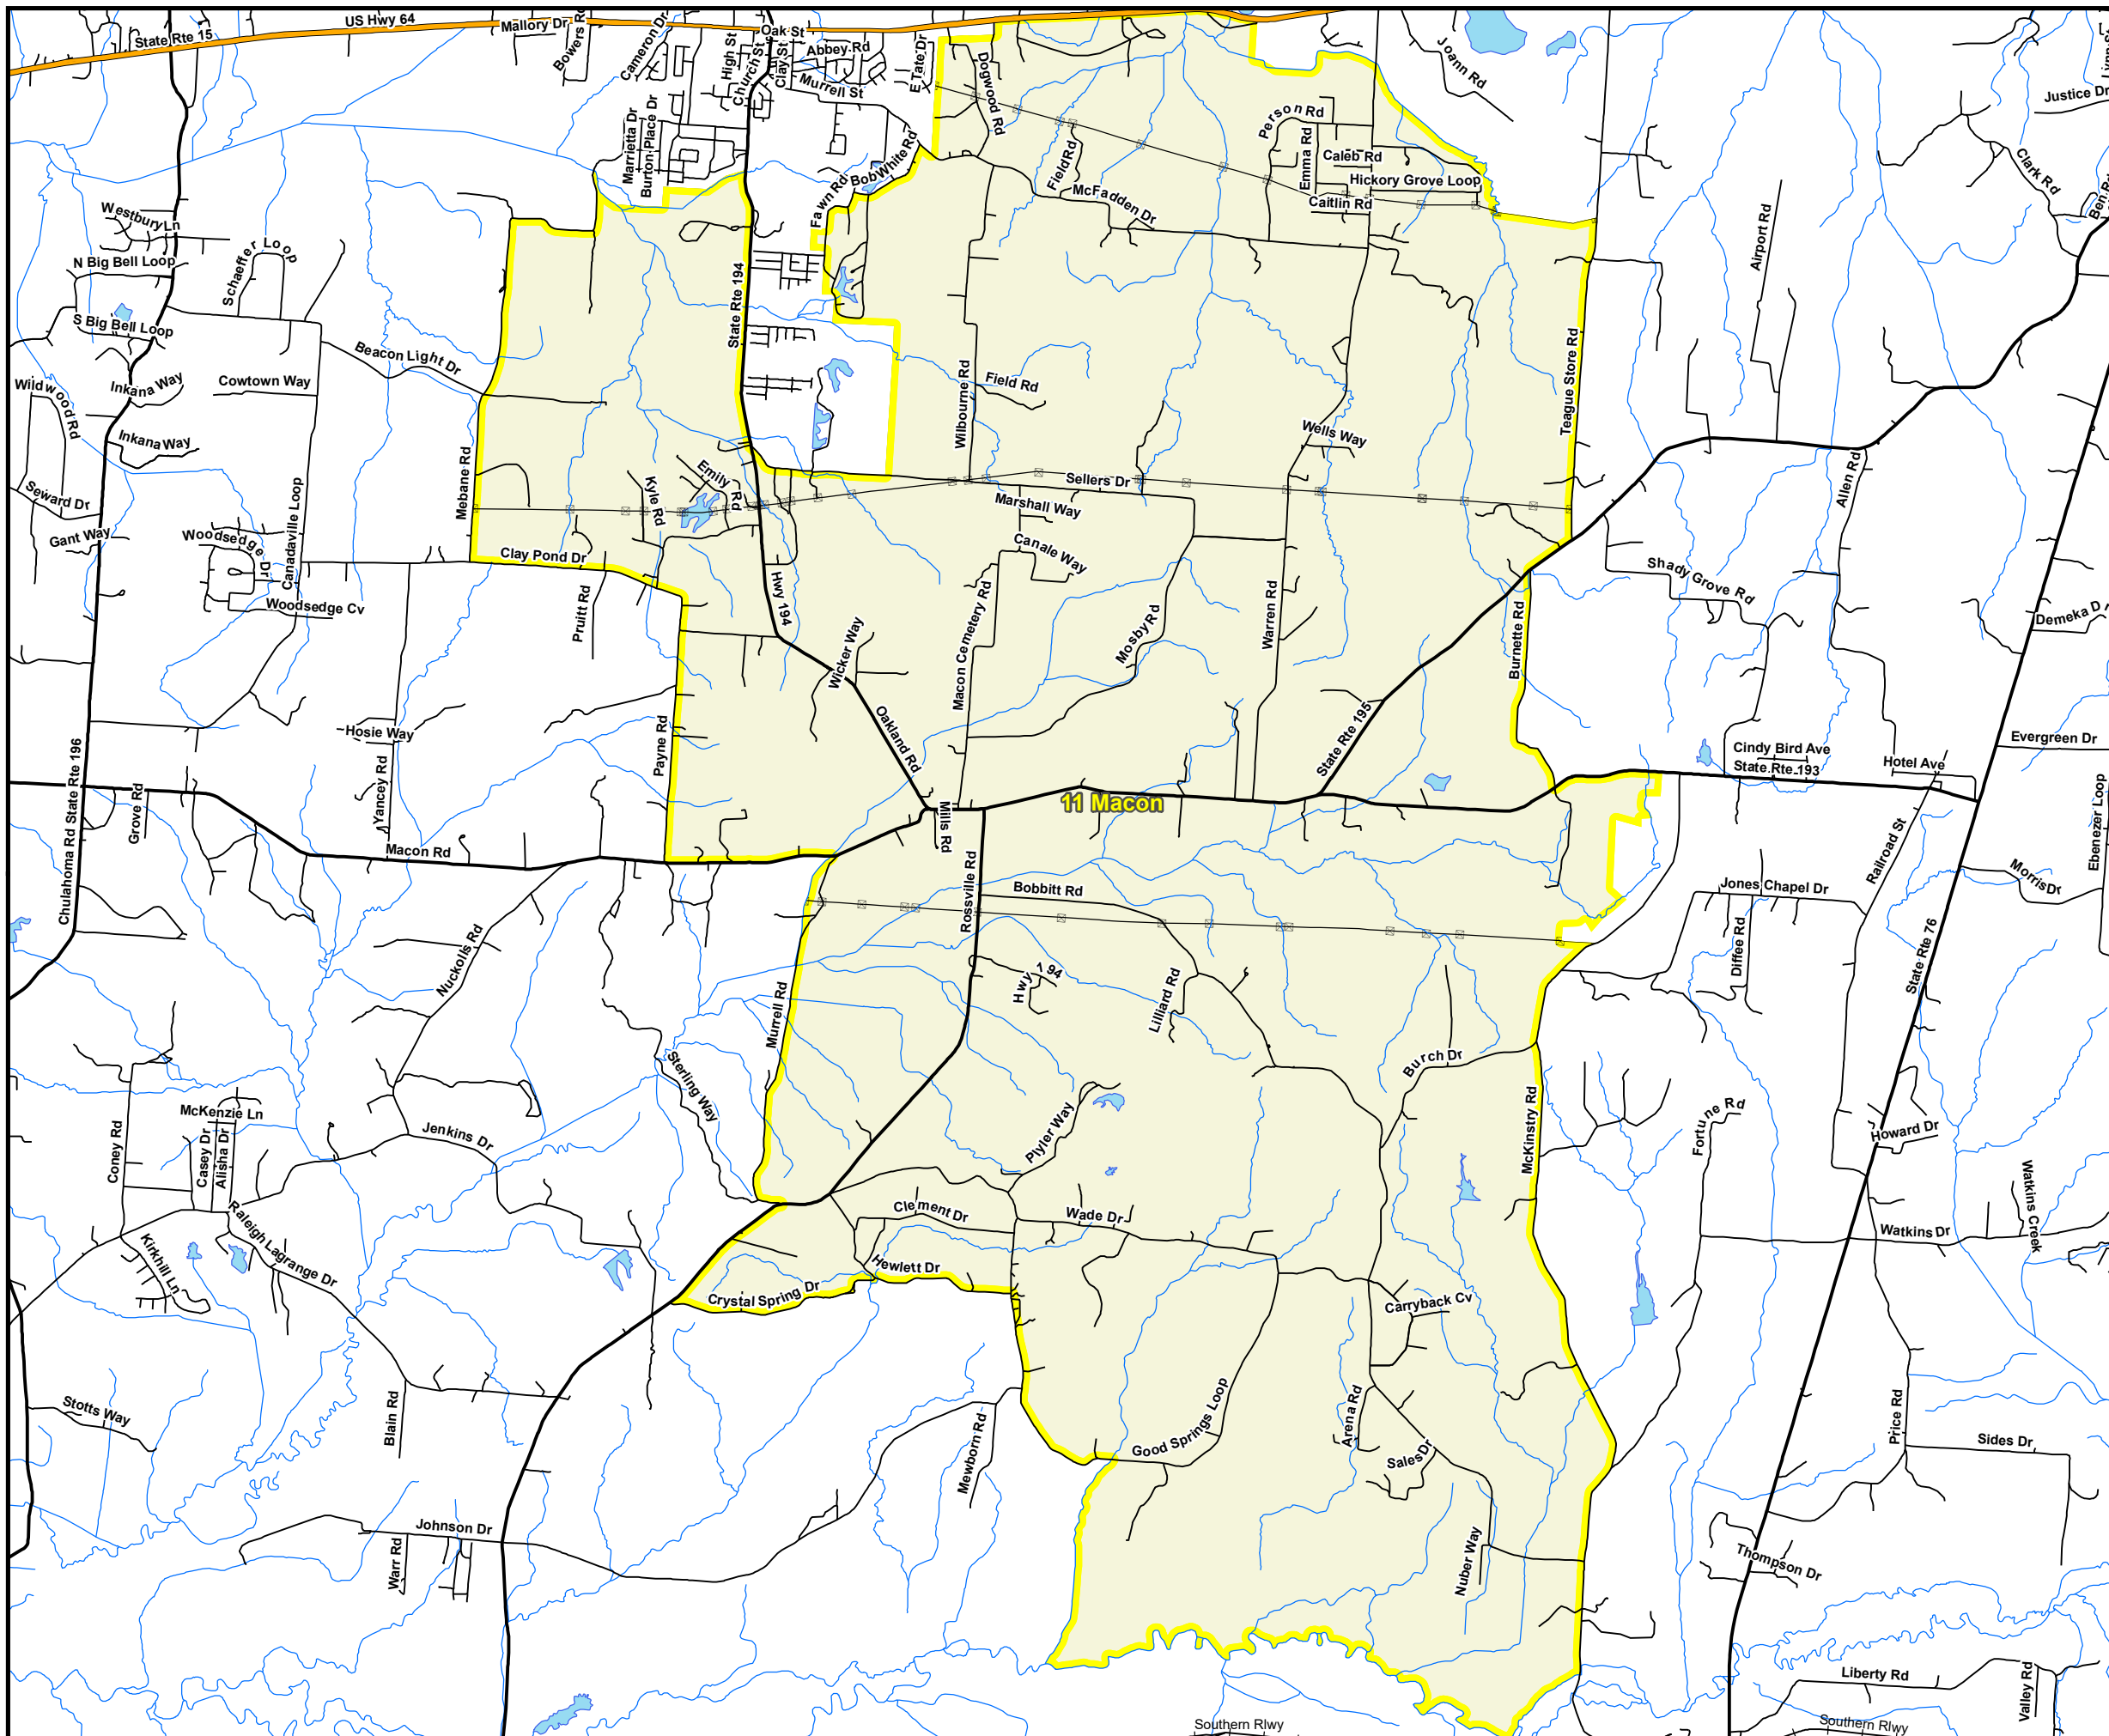 US Hwy 64
Mallory Dr
State Rte 15
Bowers Rd
Cameron Dr
High St
Church St
Clay St
Oak St
Abbey Rd
Murrell St
E Tate Dr
Dogwood Rd
Joann Rd
Justice Dr
Person Rd
Emma Rd
Caleb Rd
Hickory Grove Loop
Caitlin Rd
Clark Rd
Marrietta Dr
Burton Place Dr
Fawn Rd
BobWhite Rd
Field Rd
McFadden Dr
Airport Rd
Westbury Ln
N Big Bell Loop
Schaeffer Loop
S Big Bell Loop
State Rte 194
Beacon Light Dr
Inkana Way
Cowtown Way
Wildwood Rd
Inkana Way
Wilbourne Rd
Field Rd
Teague Store Rd
Wells Way
Mebane Rd
Emily Rd
Kyle Rd
Sellers Dr
Marshall Way
Allen Rd
Seward Dr
Gant Way
Woodsedge Dr
Canadaville Loop
Clay Pond Dr
Canale Way
Woodsedge Cv
Pruitt Rd
Hwy 194
Shady Grove Rd
Demeka Dr
Wicker Way
Macon Cemetery Rd
Mosby Rd
Warren Rd
Burnette Rd
Hosie Way
Payne Rd
Oakland Rd
State Rte 195
Cindy Bird Ave
State Rte 193
Hotel Ave
Evergreen Dr
Chulahoma Rd State Rte 196
Grove Rd
Yancey Rd
Macon Rd
Mills Rd
11 Macon
Ebenezer Loop
Railroad St
Morris Dr
Rossville Rd
Bobbitt Rd
Jones Chapel Dr
Diffee Rd
State Rte 76
Nuckolls Rd
Murrell Rd
Hwy 194
Lilliard Rd
Sterling Way
Burch Dr
McKenzie Ln
Coney Rd
Casey Dr
Alisha Dr
Jenkins Dr
Plyler Way
McKinstry Rd
Fortune Rd
Howard Dr
Raleigh Lagrange Dr
Kirkhill Ln
Clement Dr
Wade Dr
Watkins Dr
Watkins Creek
Hewlett Dr
Crystal Spring Dr
Carryback Cv
Stotts Way
Blain Rd
Mewborn Rd
Good Springs Loop
Arena Rd
Sales Dr
Price Rd
Sides Dr
Johnson Dr
Warr Rd
Nuber Way
Thompson Dr
Liberty Rd
Valley Rd
Southern Rlwy
Southern Rlwy